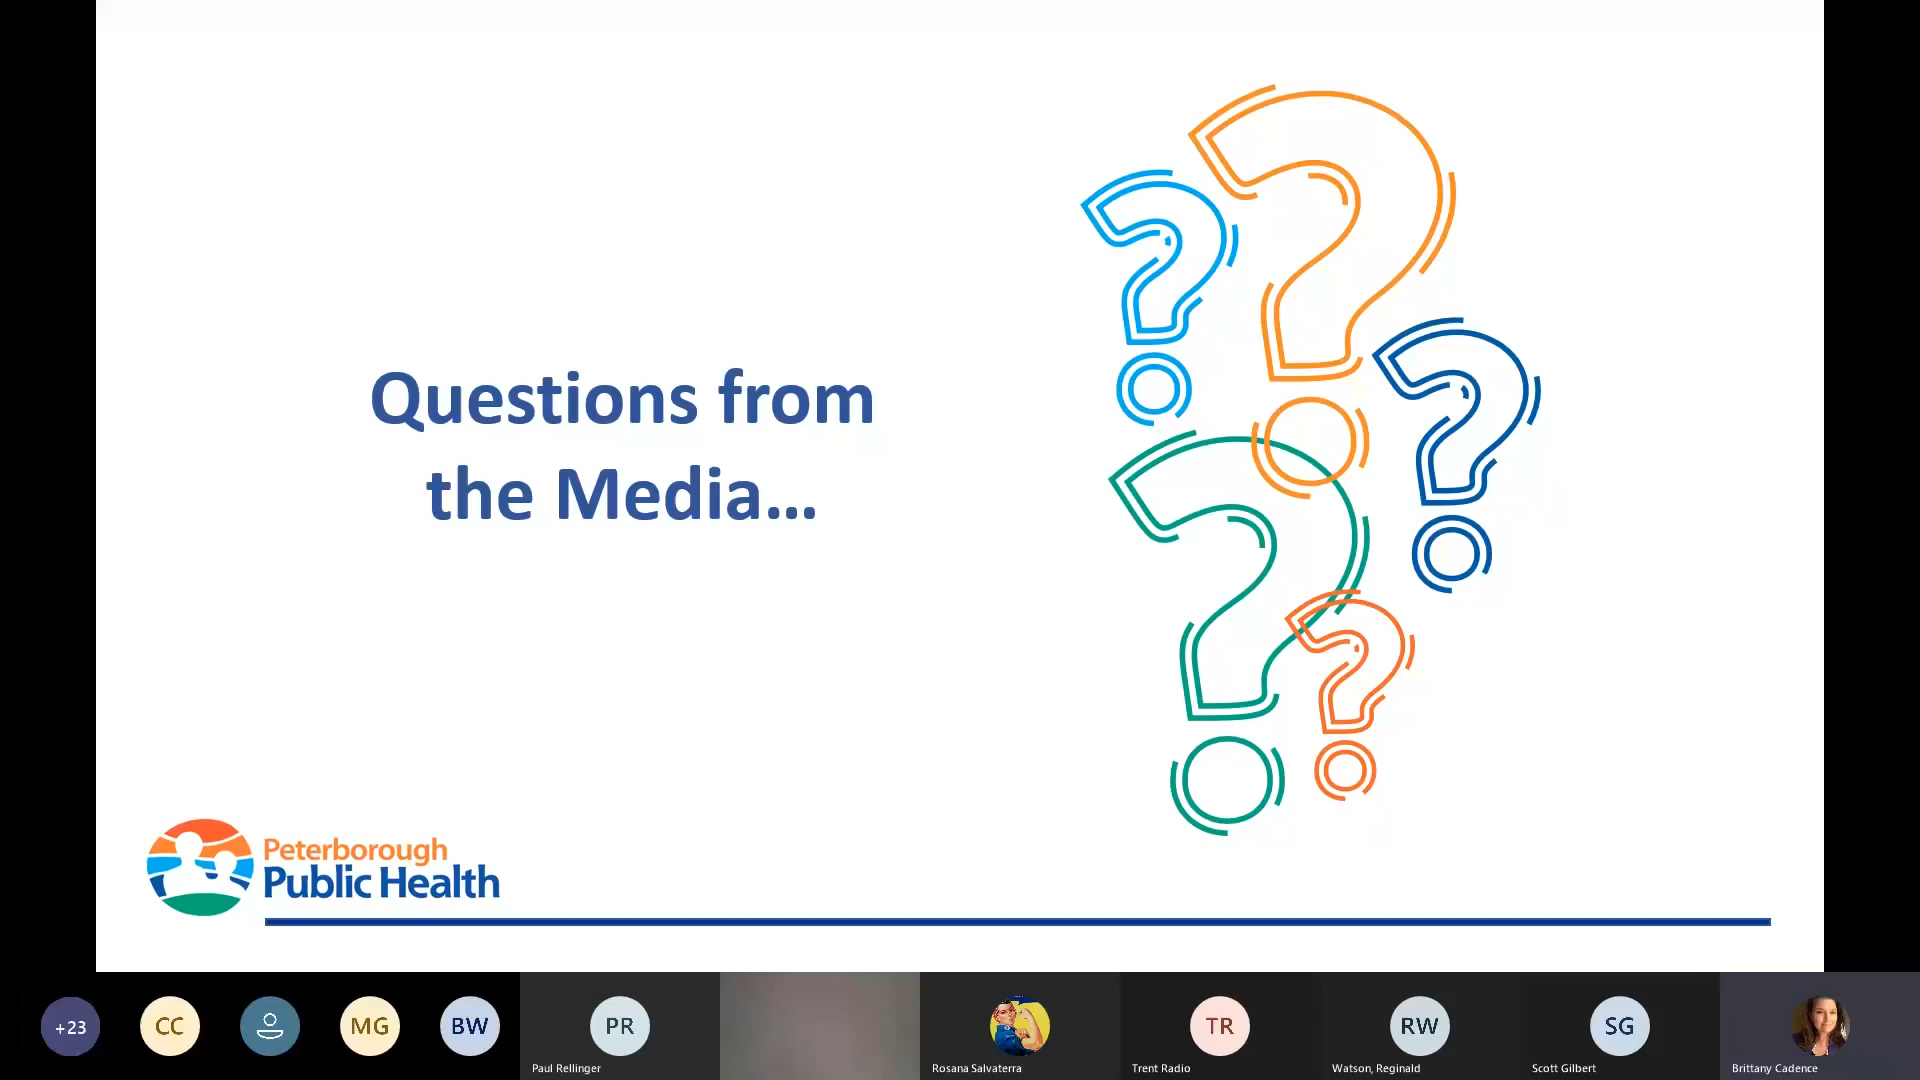 Questions from
the Media...
Peterborough
Public Health
+23
CC
MG
BW
PR
TR
RW
SG
Paul Rellinger
Rosana Salvaterra
Trent Radio
Watson, Reginald
Scott Gilbert
Brittany Cadence